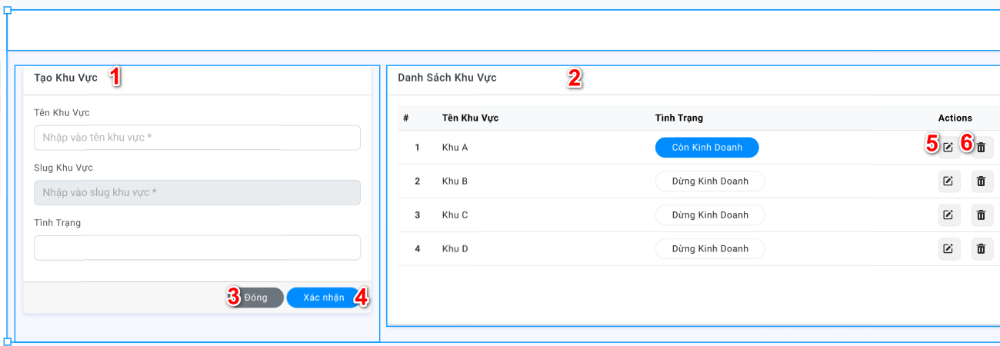 Tạo Khu Vực 1
Tên Khu Vực
Nhập vào tên khu vực *
Slug Khu Vực
Nhập vào slug khu vực *
Tình Trạng
3 Đóng Xác nhận 4
Danh Sách Khu Vực 2
# Tên Khu Vực Tình Trạng Actions
1 Khu A Còn Kinh Doanh 5 6
2 Khu B Dừng Kinh Doanh
3 Khu C Dừng Kinh Doanh
4 Khu D Dừng Kinh Doanh